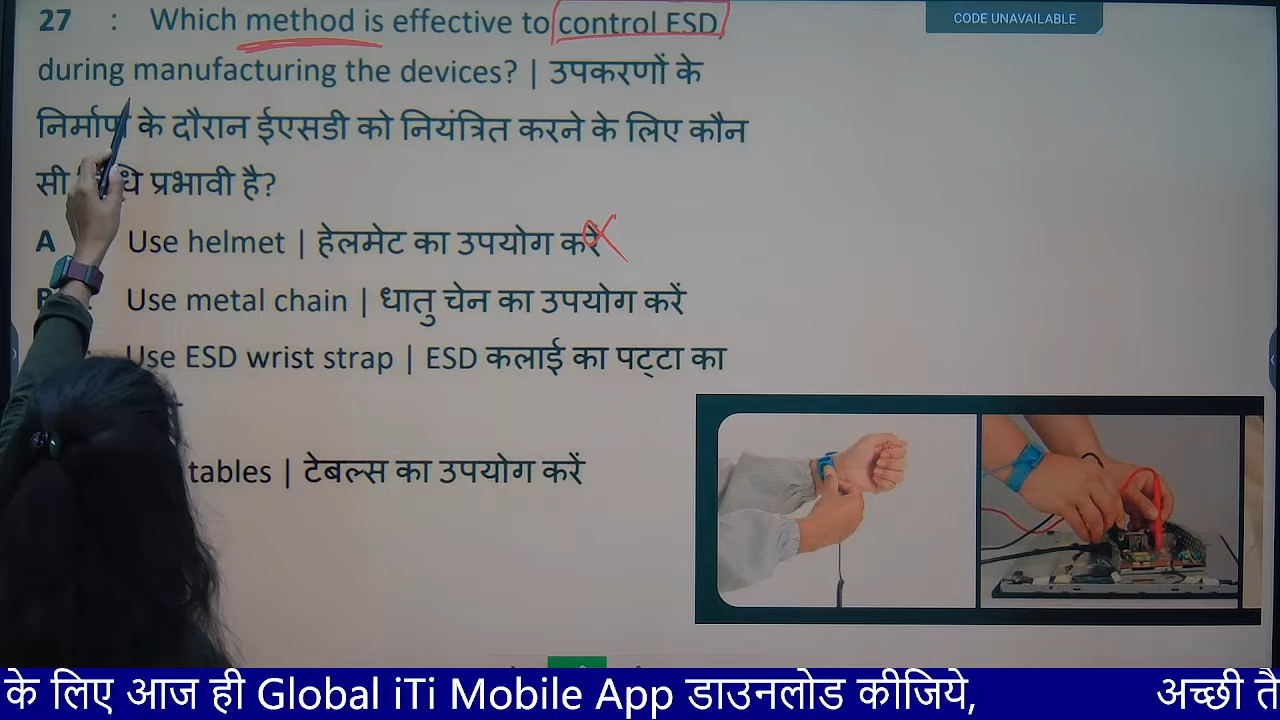 27 : Which method is effective to control ESD,
CODE UNAVAILABLE
during manufacturing the devices? | उपकरणों के
निर्माण के दौरान ईएसडी को नियंत्रित करने के लिए कौन
सी प्रभावी है?
A Use helmet | हेलमेट का उपयोग करें
Use metal chain | धातु चेन का उपयोग करें
Use ESD wrist strap | ESD कलाई का पट्टा का
tables | टेबल्स का उपयोग करें
के लिए आज ही Global iTi Mobile App डाउनलोड कीजिये, अच्छी